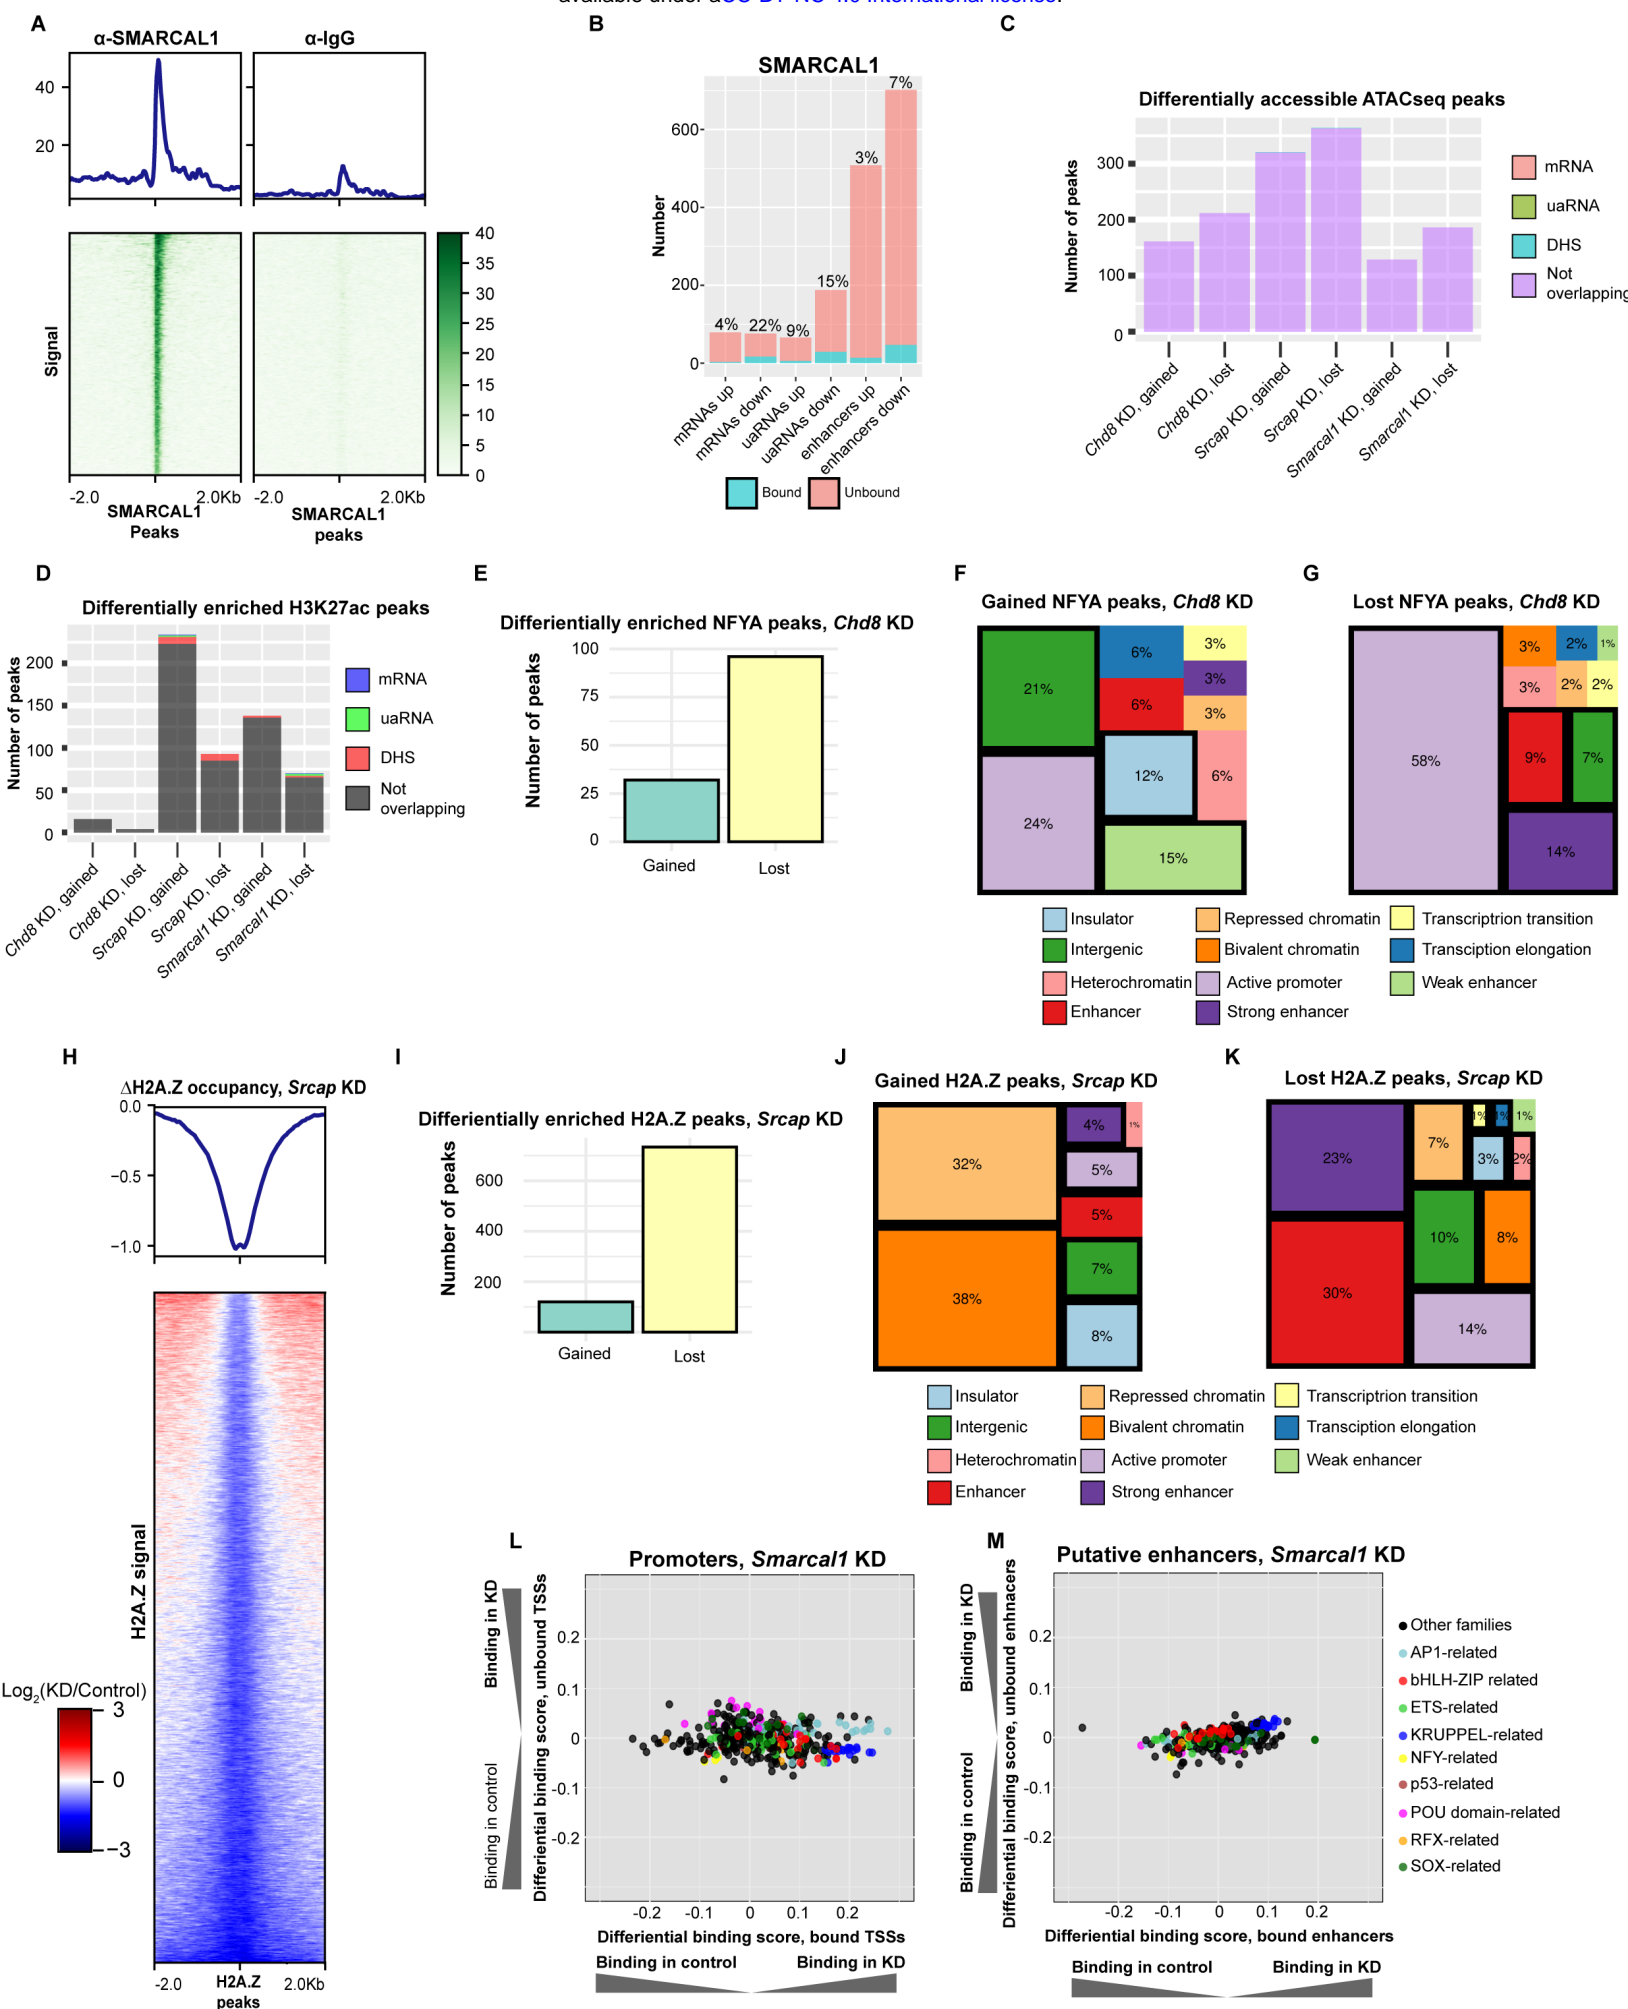 available under aCC-BY-NC 4.0 International license.
A
α-SMARCAL1
α-IgG
40
20
Signal
40
35
30
25
20
15
10
5
0
-2.0
2.0Kb
-2.0
2.0Kb
SMARCAL1
Peaks
SMARCAL1
peaks
B
SMARCAL1
Number
600
400
200
0
4%
22%
9%
15%
3%
7%
mRNAs up
mRNAs down
uaRNAs up
uaRNAs down
enhancers up
enhancers down
Bound
Unbound
C
Differentially accessible ATACseq peaks
Number of peaks
300
200
100
0
Chd8 KD, gained
Chd8 KD, lost
Srcap KD, gained
Srcap KD, lost
Smarcal1 KD, gained
Smarcal1 KD, lost
mRNA
uaRNA
DHS
Not
overlapping
D
Differentially enriched H3K27ac peaks
Number of peaks
200
150
100
50
0
Chd8 KD, gained
Chd8 KD, lost
Srcap KD, gained
Srcap KD, lost
Smarcal1 KD, gained
Smarcal1 KD, lost
mRNA
uaRNA
DHS
Not
overlapping
E
Differientially enriched NFYA peaks, Chd8 KD
Number of peaks
100
75
50
25
0
Gained
Lost
F
Gained NFYA peaks, Chd8 KD
21%
24%
6%
6%
3%
3%
3%
12%
6%
15%
G
Lost NFYA peaks, Chd8 KD
58%
3%
2%
1%
3%
2%
2%
9%
7%
14%
Insulator
Intergenic
Heterochromatin
Enhancer
Repressed chromatin
Bivalent chromatin
Active promoter
Strong enhancer
Transcriptrion transition
Transciption elongation
Weak enhancer
H
ΔH2A.Z occupancy, Srcap KD
0.0
−0.5
−1.0
H2A.Z signal
Log2(KD/Control)
3
0
−3
-2.0
H2A.Z
peaks
2.0Kb
I
Differientially enriched H2A.Z peaks, Srcap KD
Number of peaks
600
400
200
Gained
Lost
J
Gained H2A.Z peaks, Srcap KD
32%
38%
4%
1%
5%
5%
7%
8%
K
Lost H2A.Z peaks, Srcap KD
23%
30%
7%
1%
1%
1%
3%
2%
10%
8%
14%
Insulator
Intergenic
Heterochromatin
Enhancer
Repressed chromatin
Bivalent chromatin
Active promoter
Strong enhancer
Transcriptrion transition
Transciption elongation
Weak enhancer
L
Promoters, Smarcal1 KD
Binding in KD
Binding in control
Differiential binding score, unbound TSSs
0.2
0.1
0
-0.1
-0.2
-0.2
-0.1
0
0.1
0.2
Differiential binding score, bound TSSs
Binding in control
Binding in KD
M
Putative enhancers, Smarcal1 KD
Binding in KD
Binding in control
Differiential binding score, unbound enhnacers
0.2
0.1
0
-0.1
-0.2
-0.2
-0.1
0
0.1
0.2
Differiential binding score, bound enhancers
Binding in control
Binding in KD
Other families
AP1-related
bHLH-ZIP related
ETS-related
KRUPPEL-related
NFY-related
p53-related
POU domain-related
RFX-related
SOX-related